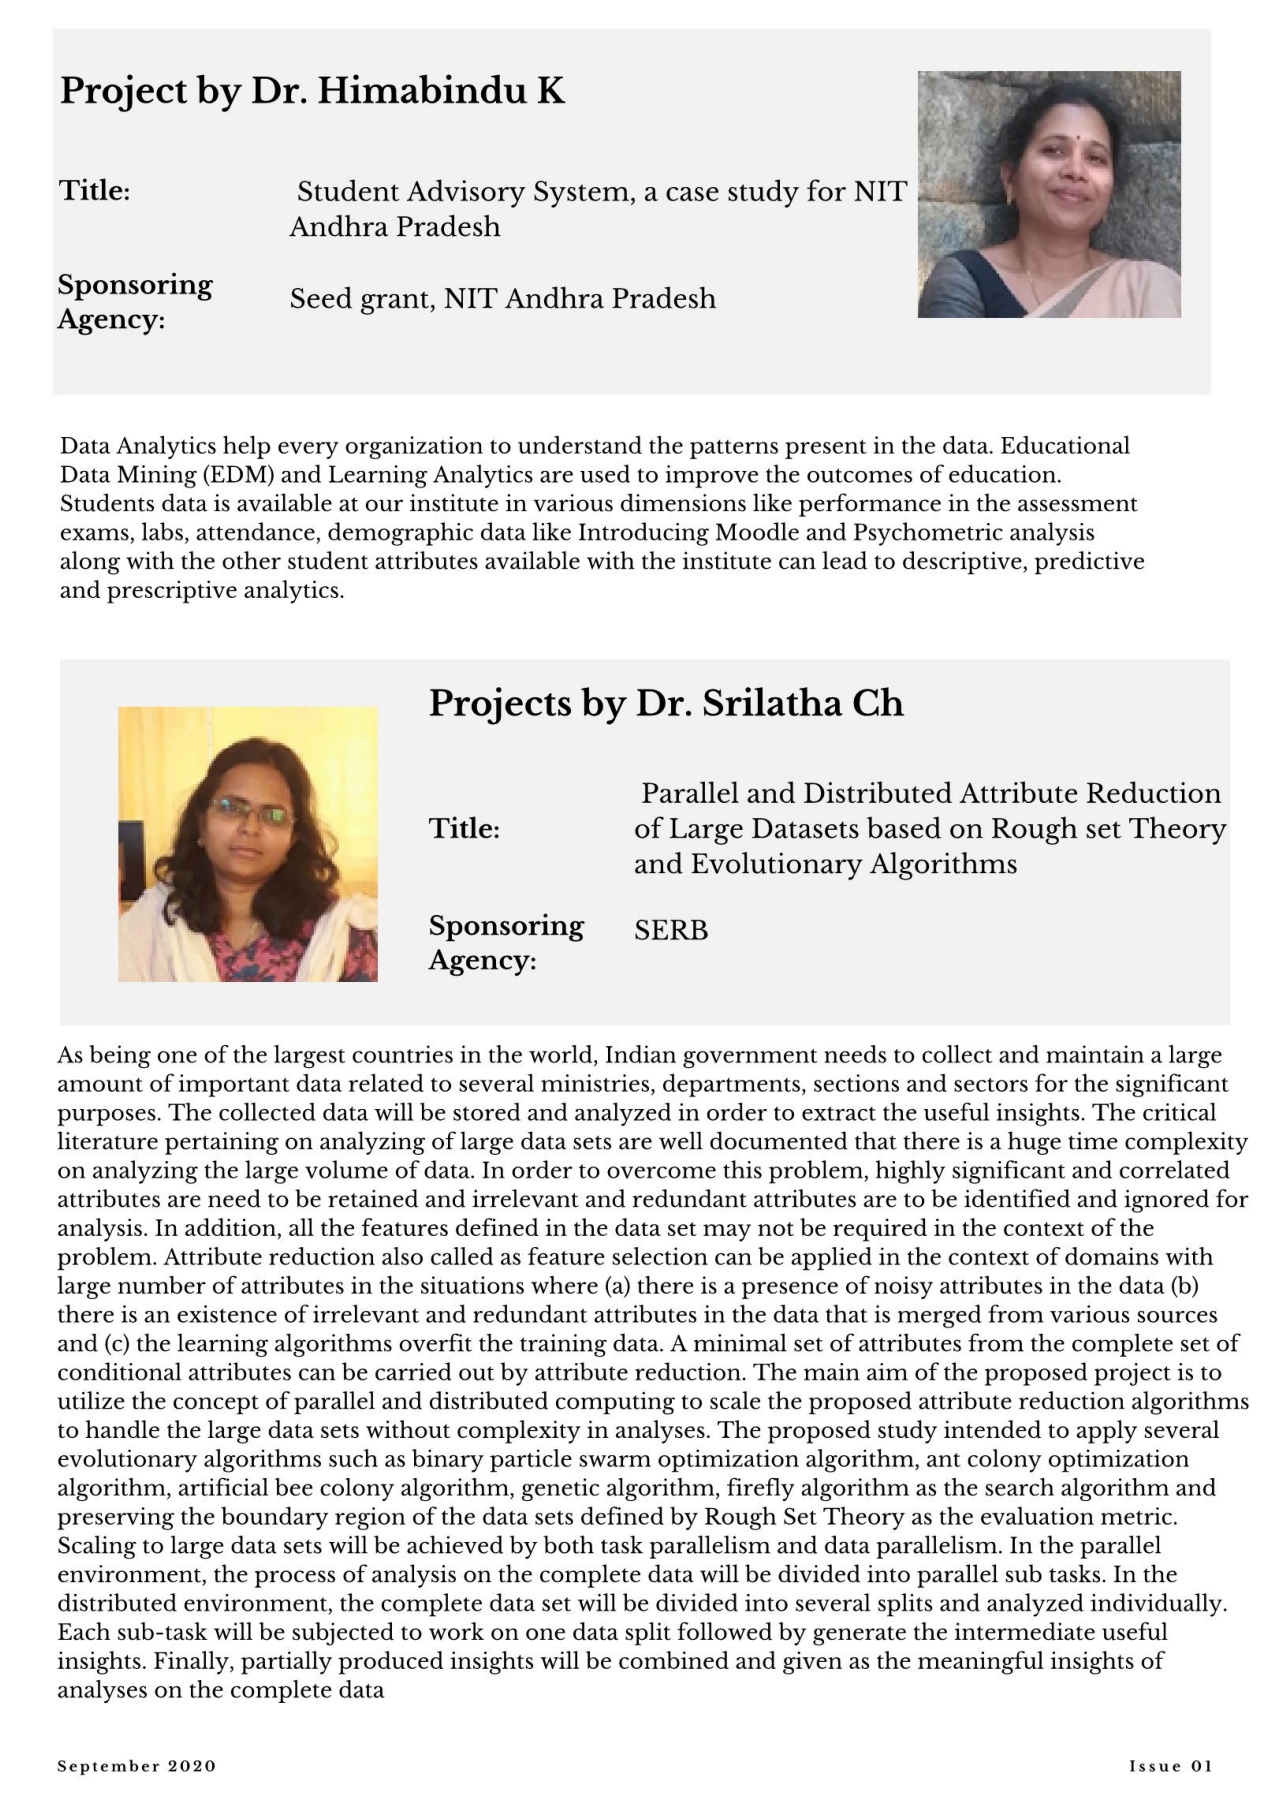 Project by Dr. Himabindu K
Title:
Student Advisory System, a case study for NIT
Andhra Pradesh
Sponsoring
Agency:
Seed grant, NIT Andhra Pradesh
Data Analytics help every organization to understand the patterns present in the data. Educational
Data Mining (EDM) and Learning Analytics are used to improve the outcomes of education.
Students data is available at our institute in various dimensions like performance in the assessment
exams, labs, attendance, demographic data like Introducing Moodle and Psychometric analysis
along with the other student attributes available with the institute can lead to descriptive, predictive
and prescriptive analytics.
Projects by Dr. Srilatha Ch
Title:
Parallel and Distributed Attribute Reduction
of Large Datasets based on Rough set Theory
and Evolutionary Algorithms
Sponsoring
Agency:
SERB
As being one of the largest countries in the world, Indian government needs to collect and maintain a large
amount of important data related to several ministries, departments, sections and sectors for the significant
purposes. The collected data will be stored and analyzed in order to extract the useful insights. The critical
literature pertaining on analyzing of large data sets are well documented that there is a huge time complexity
on analyzing the large volume of data. In order to overcome this problem, highly significant and correlated
attributes are need to be retained and irrelevant and redundant attributes are to be identified and ignored for
analysis. In addition, all the features defined in the data set may not be required in the context of the
problem. Attribute reduction also called as feature selection can be applied in the context of domains with
large number of attributes in the situations where (a) there is a presence of noisy attributes in the data (b)
there is an existence of irrelevant and redundant attributes in the data that is merged from various sources
and (c) the learning algorithms overfit the training data. A minimal set of attributes from the complete set of
conditional attributes can be carried out by attribute reduction. The main aim of the proposed project is to
utilize the concept of parallel and distributed computing to scale the proposed attribute reduction algorithms
to handle the large data sets without complexity in analyses. The proposed study intended to apply several
evolutionary algorithms such as binary particle swarm optimization algorithm, ant colony optimization
algorithm, artificial bee colony algorithm, genetic algorithm, firefly algorithm as the search algorithm and
preserving the boundary region of the data sets defined by Rough Set Theory as the evaluation metric.
Scaling to large data sets will be achieved by both task parallelism and data parallelism. In the parallel
environment, the process of analysis on the complete data will be divided into parallel sub tasks. In the
distributed environment, the complete data set will be divided into several splits and analyzed individually.
Each sub-task will be subjected to work on one data split followed by generate the intermediate useful
insights. Finally, partially produced insights will be combined and given as the meaningful insights of
analyses on the complete data
September 2020
Issue 01